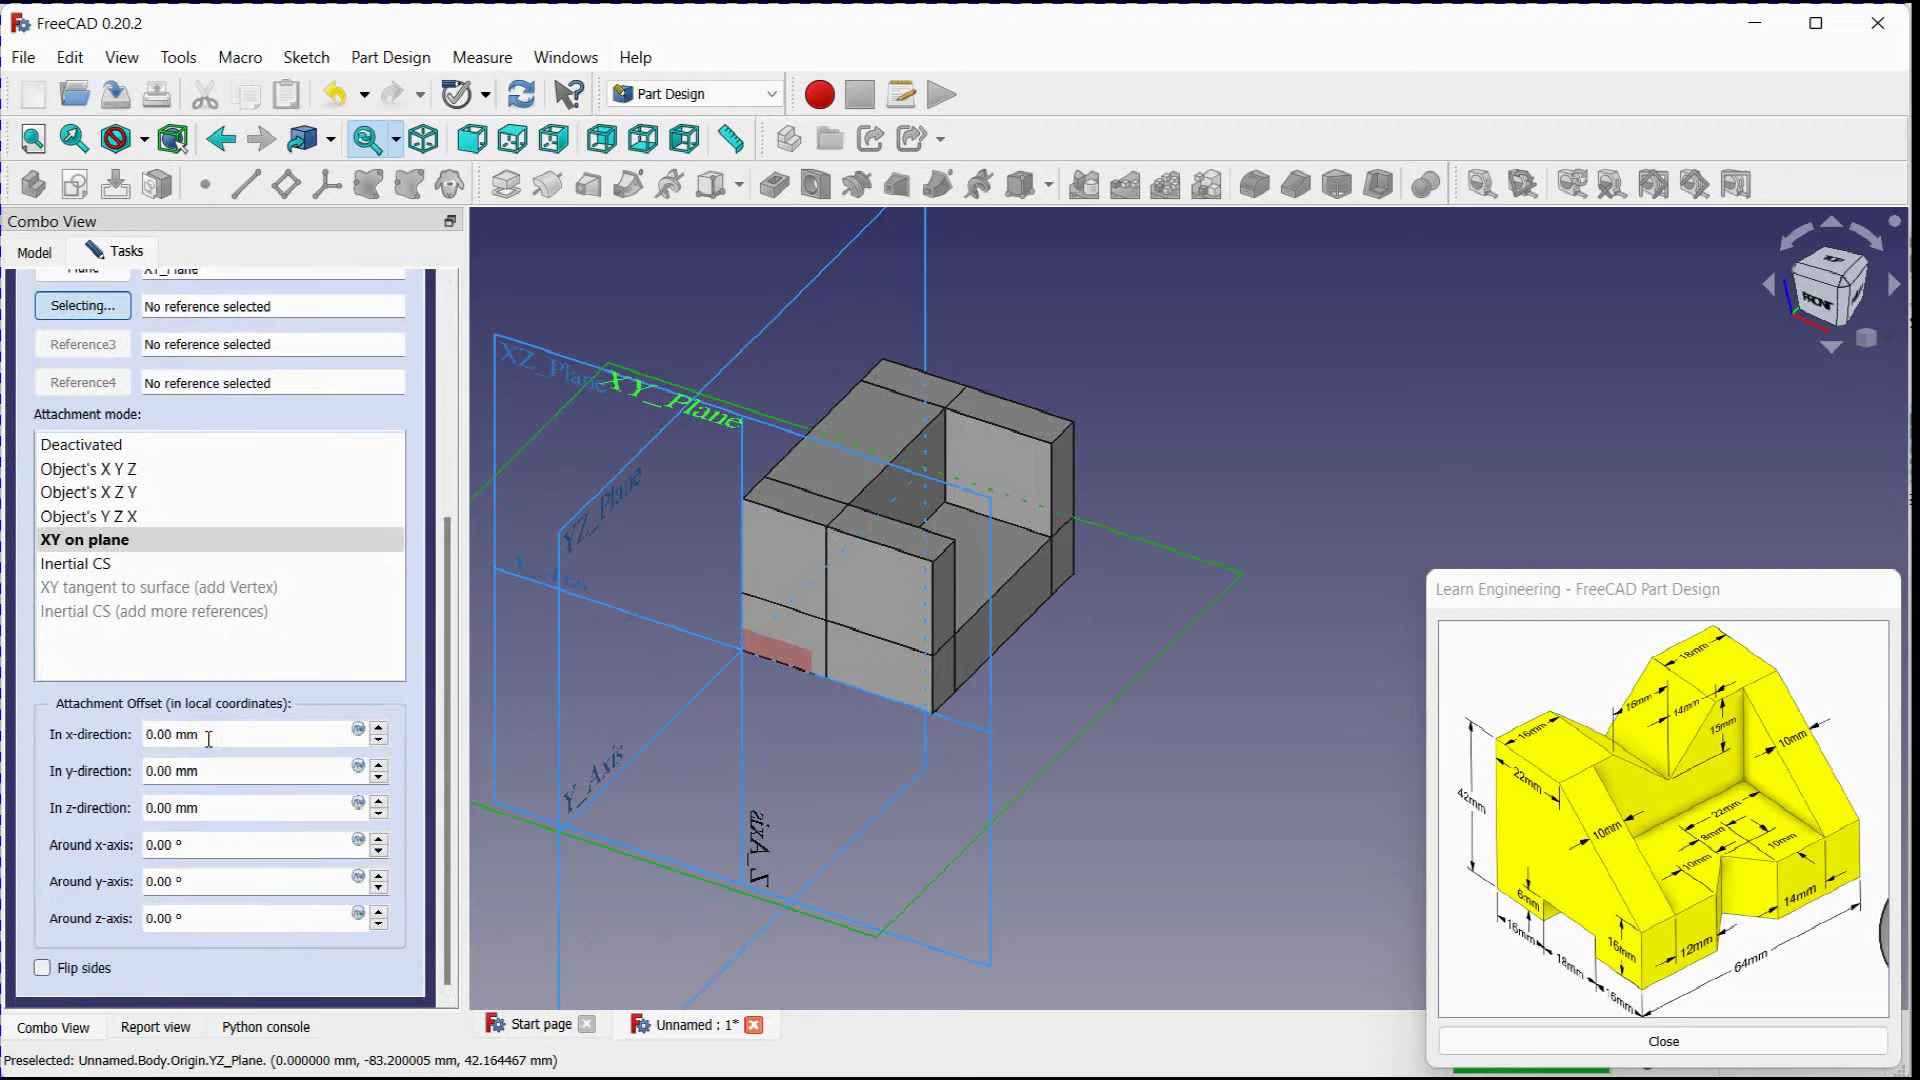 FreeCAD 0.20.2
File Edit View Tools Macro Sketch Part Design Measure Windows Help
Part Design
Combo View
Model Tasks
Plane XY_Plane
Selecting... No reference selected
Reference3 No reference selected
Reference4 No reference selected
Attachment mode:
Deactivated
Object's X Y Z
Object's X Z Y
Object's Y Z X
XY on plane
Inertial CS
XY tangent to surface (add Vertex)
Inertial CS (add more references)
Attachment Offset (in local coordinates):
In x-direction: 0.00 mm
In y-direction: 0.00 mm
In z-direction: 0.00 mm
Around x-axis: 0.00 °
Around y-axis: 0.00 °
Around z-axis: 0.00 °
Flip sides
Combo View Report view Python console
XZ_Plane
XY_Plane
YZ_Plane
X_Axis
Y_Axis
Z_Axis
TOP
FRONT
Start page
Unnamed : 1*
Learn Engineering - FreeCAD Part Design
18mm
16mm
14mm
15mm
10mm
16mm
22mm
42mm
10mm
22mm
8mm
10mm
10mm
6mm
14mm
16mm
16mm
12mm
18mm
64mm
16mm
Close
Preselected: Unnamed.Body.Origin.YZ_Plane. (0.000000 mm, -83.200005 mm, 42.164467 mm)